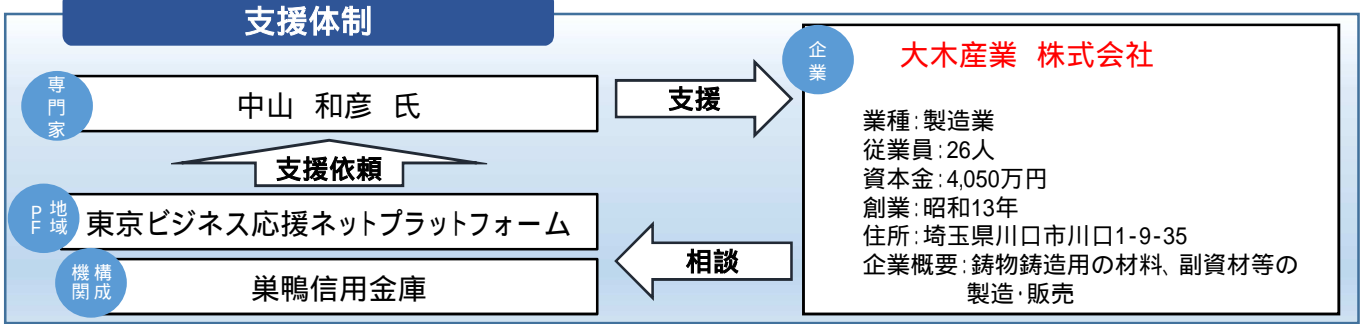 支援体制
専門家
中山 和彦 氏
支援
支援依頼
地域PF
東京ビジネス応援ネットプラットフォーム
構成機関
巣鴨信用金庫
相談
企業
大木産業 株式会社
業種:製造業
従業員:26人
資本金:4,050万円
創業:昭和13年
住所:埼玉県川口市川口1-9-35
企業概要:鋳物鋳造用の材料、副資材等の
製造・販売